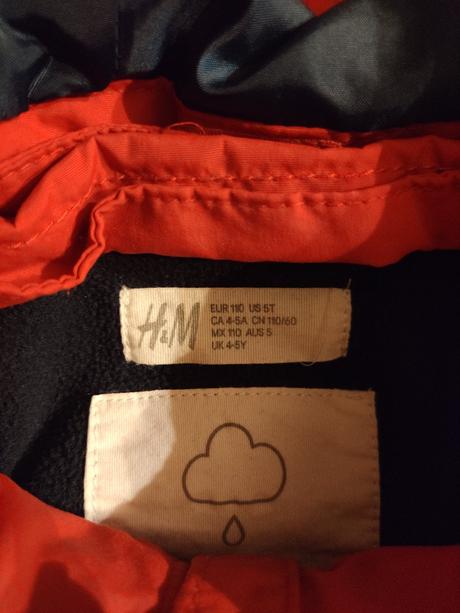 H&M
EUR 110 US 5T
CA 4-5A CN 110/60
MX 110 AUS 5
UK 4-5Y